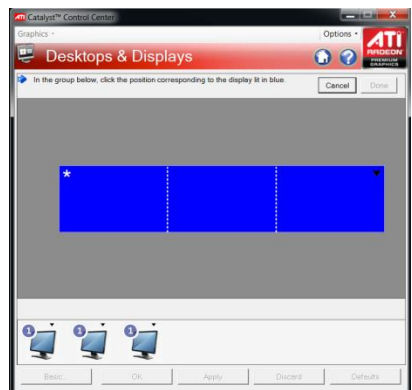 Catalyst™ Control Center
Graphics
Options
Desktops & Displays
ATI
RADEON
PREMIUM
GRAPHICS
In the group below, click the position corresponding to the display lit in blue.
Cancel
Done
*
1 1 1
Basic...
OK
Apply
Discard
Defaults